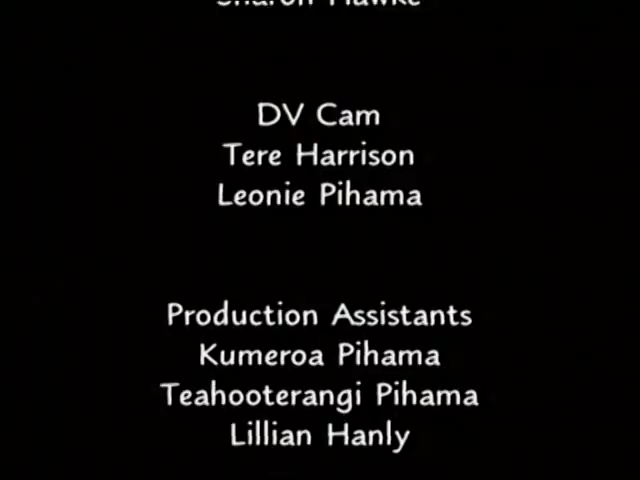 Sharon Hawke
DV Cam
Tere Harrison
Leonie Pihama
Production Assistants
Kumeroa Pihama
Teahooterangi Pihama
Lillian Hanly